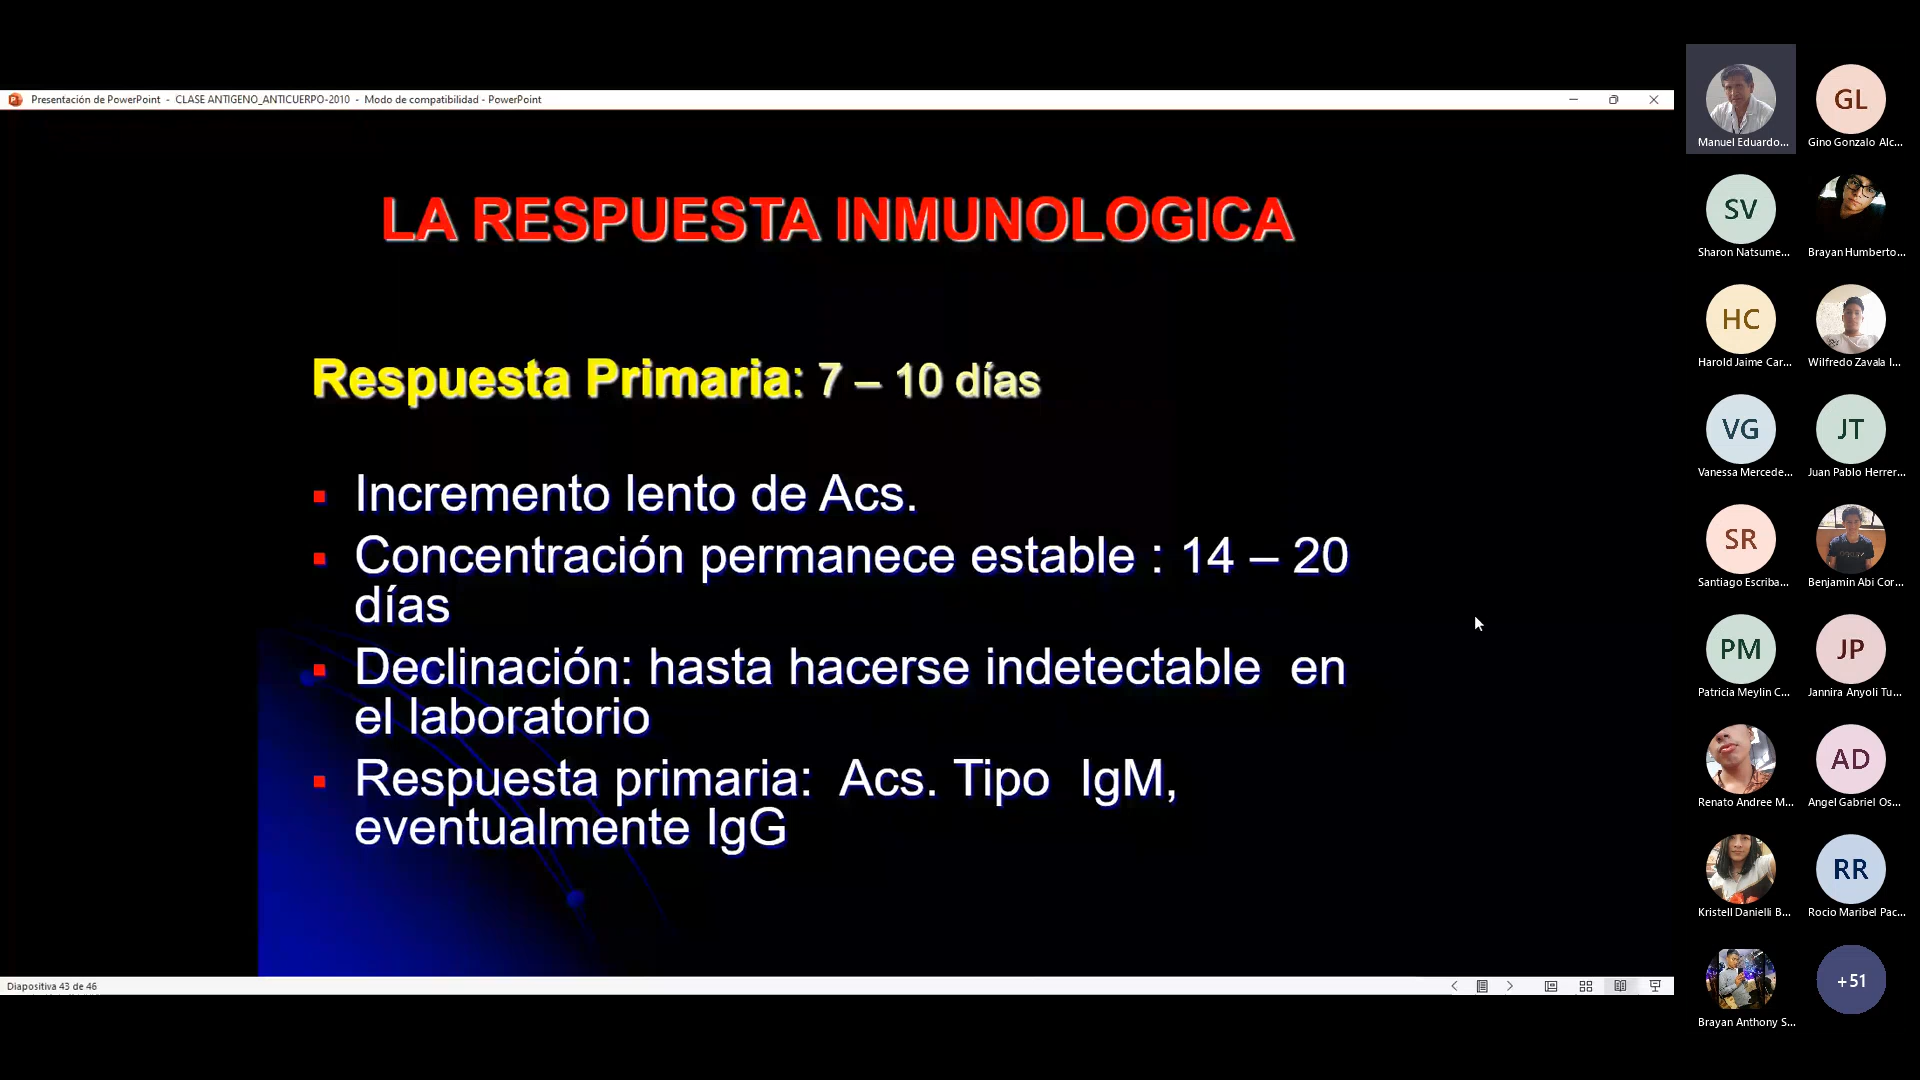 Presentación de PowerPoint - CLASE ANTIGENO_ANTICUERPO-2010 - Modo de compatibilidad - PowerPoint
LA RESPUESTA INMUNOLOGICA
Respuesta Primaria: 7 – 10 días
Incremento lento de Acs.
Concentración permanece estable : 14 – 20
días
Declinación: hasta hacerse indetectable en
el laboratorio
Respuesta primaria: Acs. Tipo IgM,
eventualmente IgG
Diapositiva 43 de 46
Manuel Eduardo...
GL
Gino Gonzalo Alc...
SV
Sharon Natsume...
Brayan Humberto...
HC
Harold Jaime Car...
Wilfredo Zavala I...
VG
Vanessa Mercede...
JT
Juan Pablo Herrer...
SR
Santiago Escriba...
Benjamin Abi Cor...
PM
Patricia Meylin C...
JP
Jannira Anyoli Tu...
Renato Andree M...
AD
Angel Gabriel Os...
Kristell Danielli B...
RR
Rocio Maribel Pac...
Brayan Anthony S...
+51